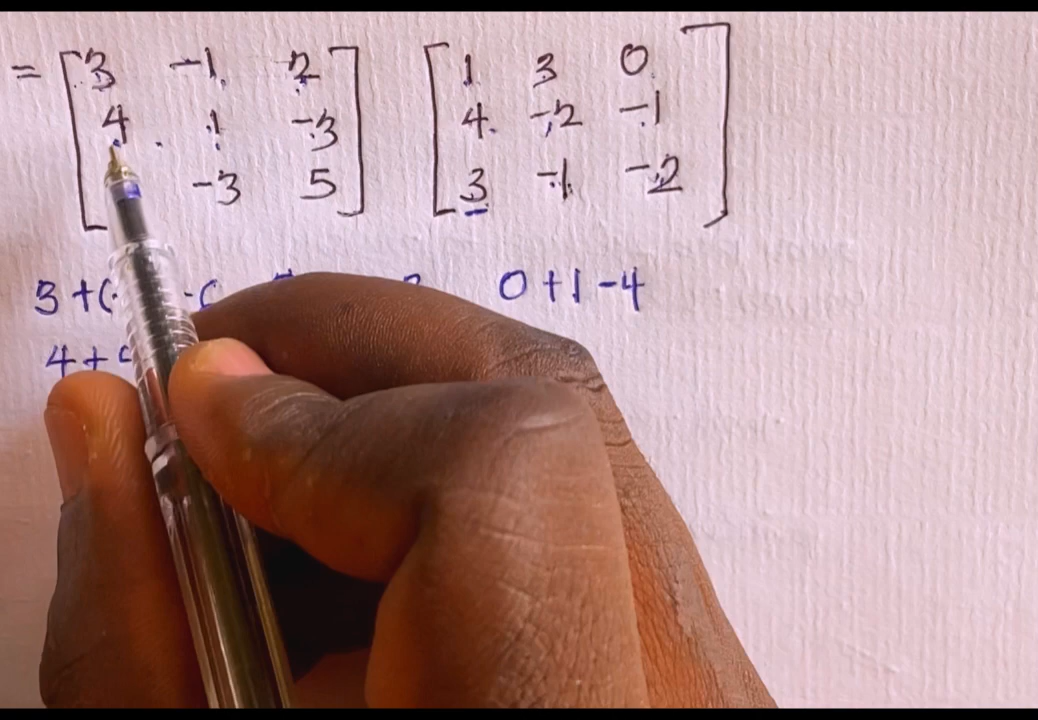 = [ 3 -1 2 ] [ 1 3 0 ]
[ 4 1 -3 ] [ 4 -2 -1 ]
[ -3 5 ] [ 3 -1 -2 ]
3 +( - 0 + 1 - 4
4 +